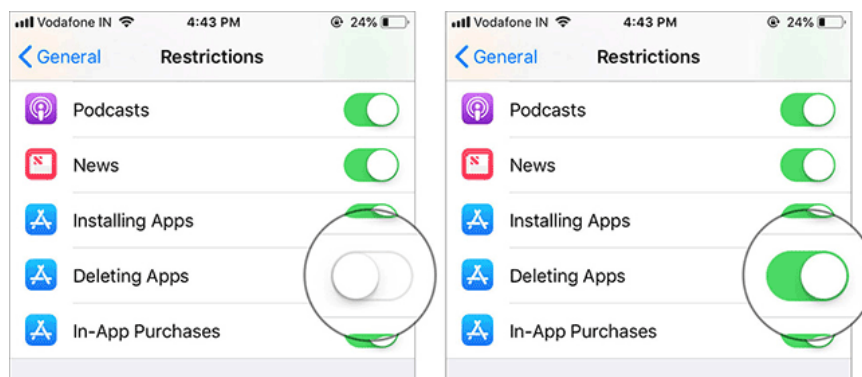 Vodafone IN 4:43 PM 24%
General Restrictions
Podcasts
News
Installing Apps
Deleting Apps
In-App Purchases
Vodafone IN 4:43 PM 24%
General Restrictions
Podcasts
News
Installing Apps
Deleting Apps
In-App Purchases